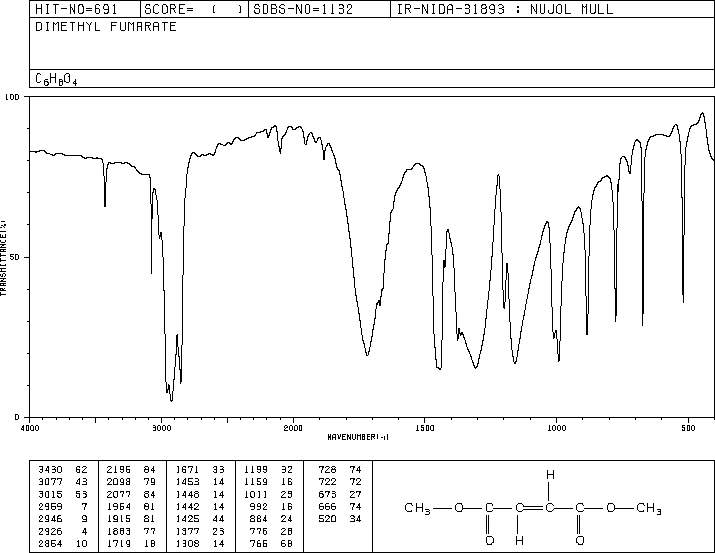 HIT-NO=691 SCORE= ( ) SDBS-NO=1132 IR-NIDA-31893 : NUJOL MULL
DIMETHYL FUMARATE
C6H8O4
100
50
0
TRANSMITTANCE(%)
4000 3000 2000 1500 1000 500
WAVENUMBER(-1)
3430 62 2195 84 1671 33 1199 32 728 74
3077 43 2098 79 1453 14 1159 16 722 72
3015 53 2077 84 1448 14 1011 23 673 27
2969 7 1964 81 1442 14 992 16 666 74
2946 9 1915 81 1425 44 884 24 520 34
2926 4 1883 77 1377 23 776 28
2854 10 1719 18 1308 14 766 68
H
CH3 O C C C C O CH3
O H O